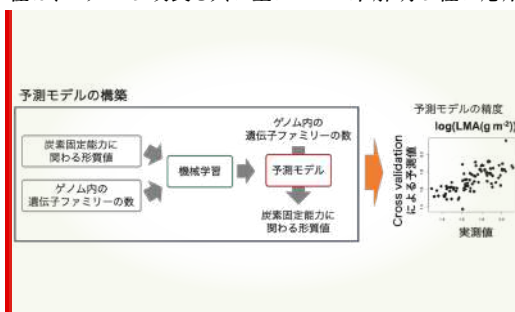 予測モデルの構築
炭素固定能力に
関わる形質値
ゲノム内の
遺伝子ファミリーの数
機械学習
ゲノム内の
遺伝子ファミリーの数
予測モデル
炭素固定能力に
関わる形質値
予測モデルの精度
log(LMA(g m⁻²))
Cross validation
による予測値
実測値